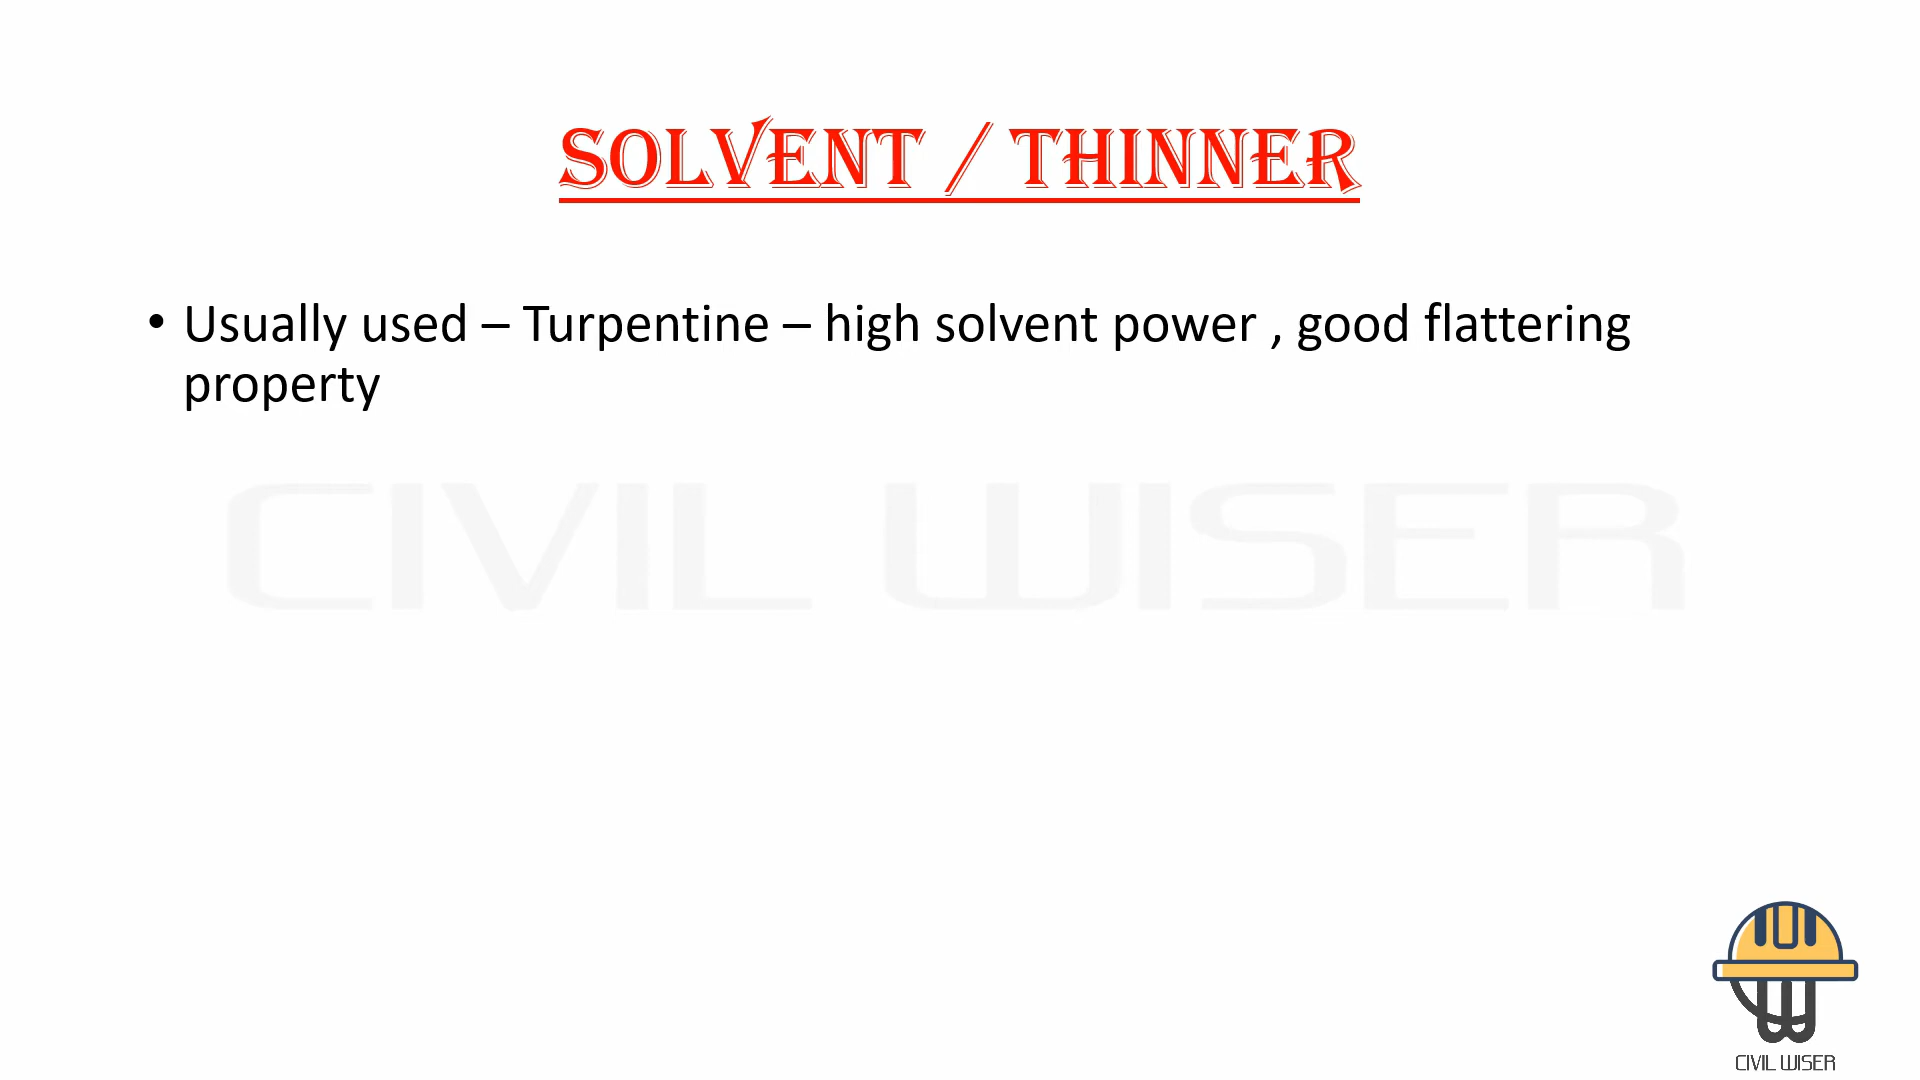 SOLVENT / THINNER
• Usually used – Turpentine – high solvent power , good flattering
property
CIVIL WISER
CIVIL WISER